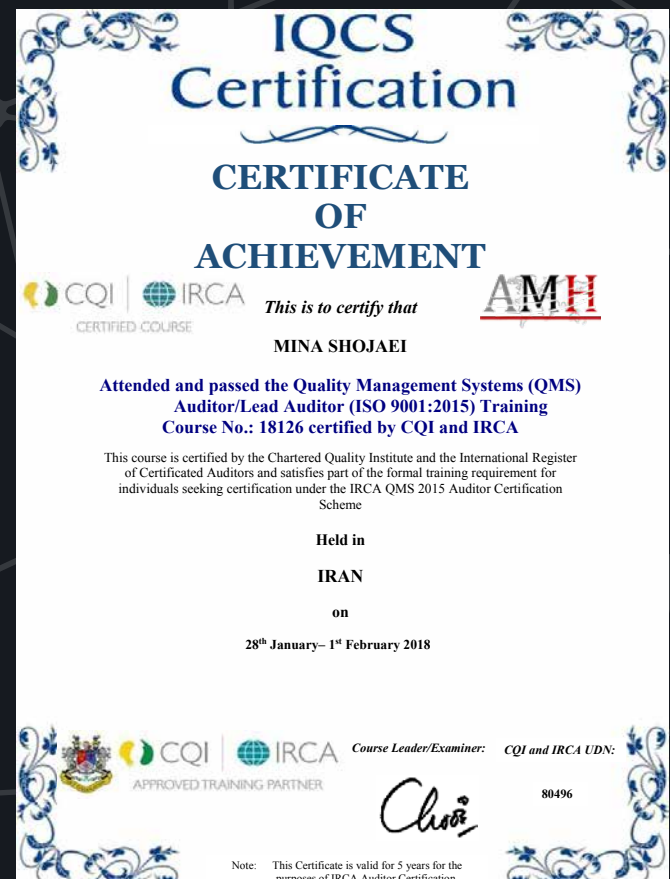 IQCS
Certification
CERTIFICATE
OF
ACHIEVEMENT
CQI IRCA
CERTIFIED COURSE
AMH
This is to certify that
MINA SHOJAEI
Attended and passed the Quality Management Systems (QMS)
Auditor/Lead Auditor (ISO 9001:2015) Training
Course No.: 18126 certified by CQI and IRCA
This course is certified by the Chartered Quality Institute and the International Register
of Certificated Auditors and satisfies part of the formal training requirement for
individuals seeking certification under the IRCA QMS 2015 Auditor Certification
Scheme
Held in
IRAN
on
28th January– 1st February 2018
CQI IRCA
APPROVED TRAINING PARTNER
Course Leader/Examiner:
CQI and IRCA UDN:
80496
Note: This Certificate is valid for 5 years for the
purposes of IRCA Auditor Certification